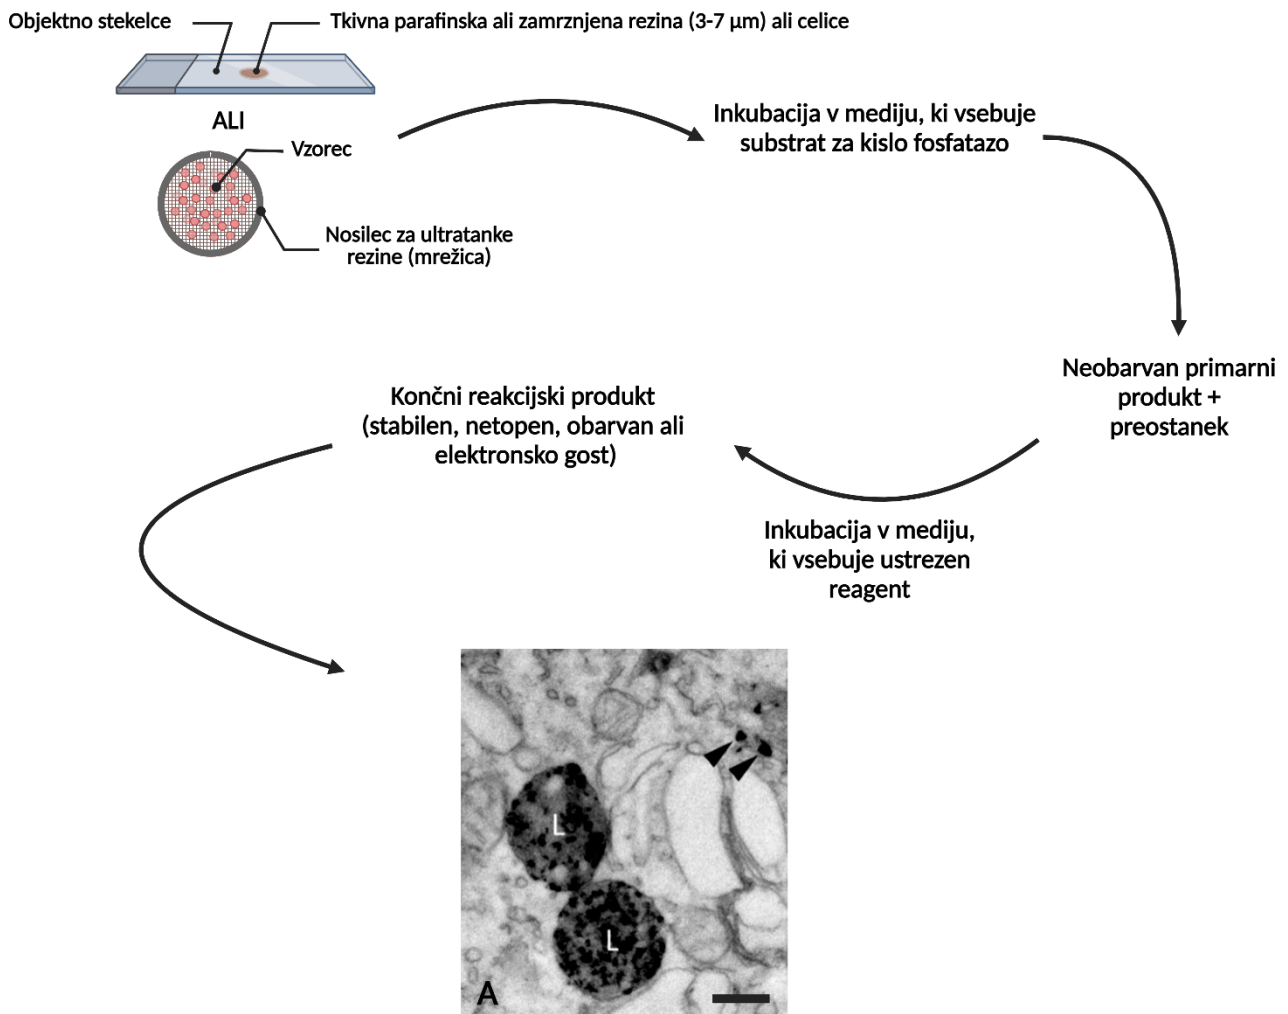 Objektno stekelce
Tkivna parafinska ali zamrznjena rezina (3-7 µm) ali celice
ALI
Vzorec
Nosilec za ultratanke
rezine (mrežica)
Inkubacija v mediju, ki vsebuje
substrat za kislo fosfatazo
Neobarvan primarni
produkt +
preostanek
Inkubacija v mediju,
ki vsebuje ustrezen
reagent
Končni reakcijski produkt
(stabilen, netopen, obarvan ali
elektronsko gost)
L
L
A